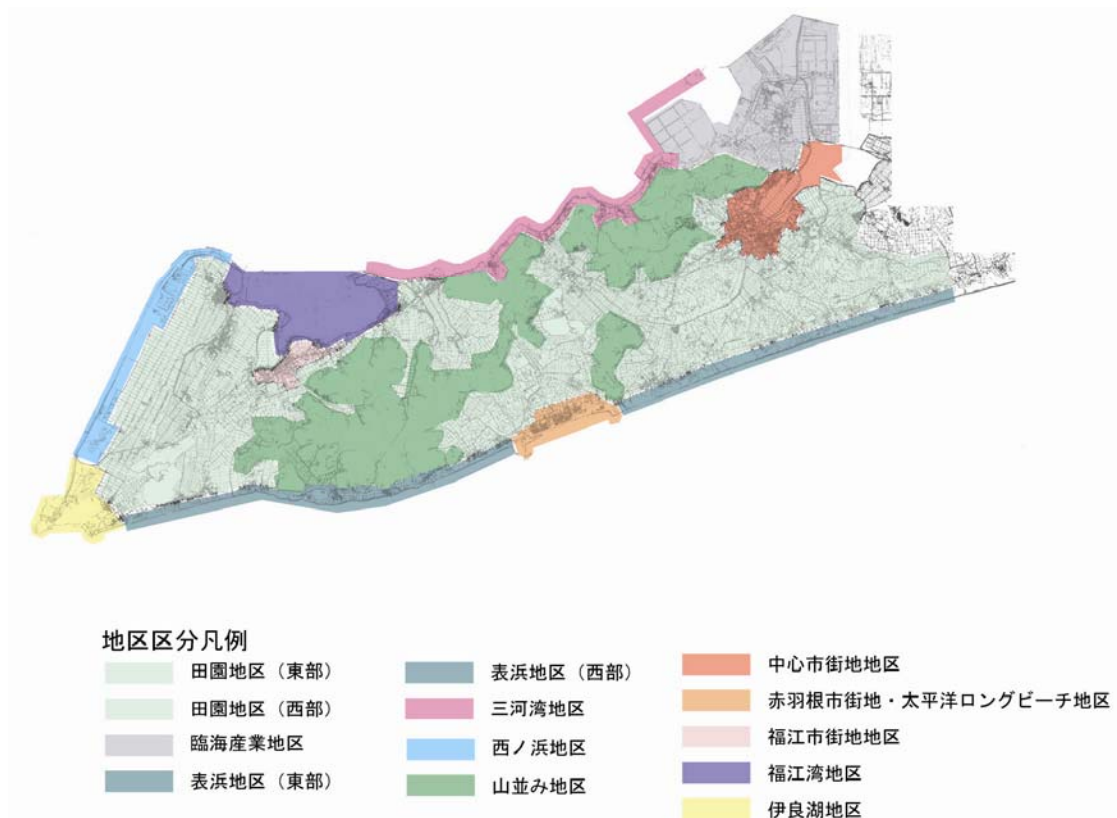 地区区分凡例
田園地区（東部）
田園地区（西部）
臨海産業地区
表浜地区（東部）
表浜地区（西部）
三河湾地区
西ノ浜地区
山並み地区
中心市街地地区
赤羽根市街地・太平洋ロングビーチ地区
福江市街地地区
福江湾地区
伊良湖地区